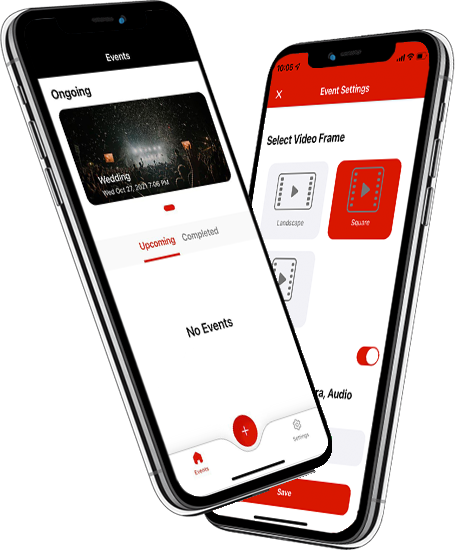 Events
Ongoing
Wedding
Wed Oct 27, 2021 7:06 PM
Upcoming
Completed
No Events
Events
Settings
10:05
Event Settings
Select Video Frame
Landscape
Square
ra, Audio
Save